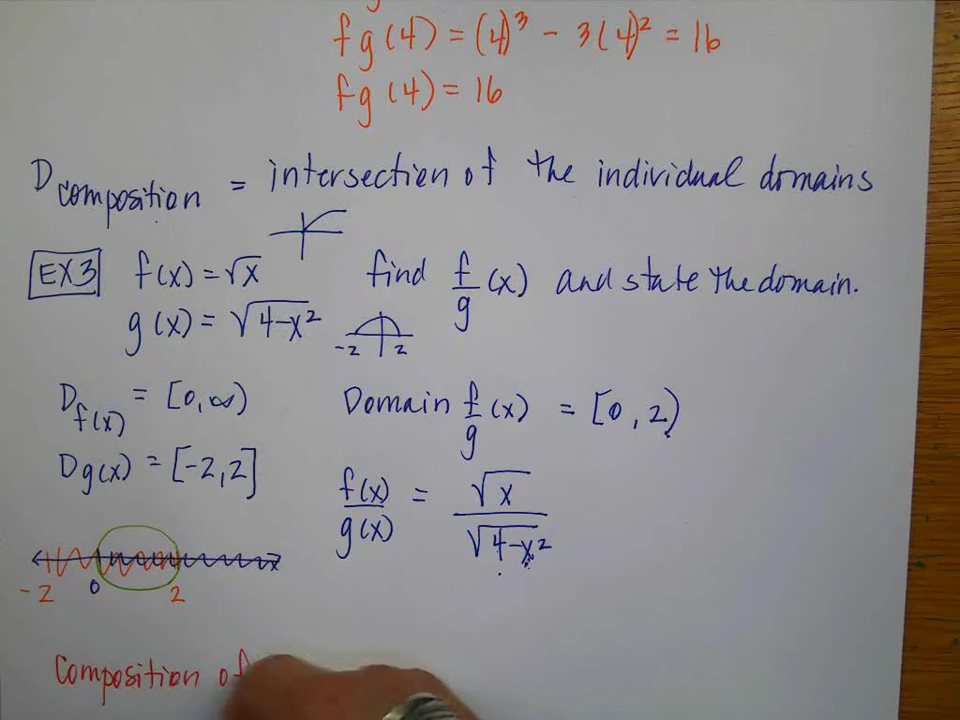 fg(4) = (4)³ - 3(4)² = 16
fg(4) = 16
D composition = intersection of the individual domains
EX3 f(x) = √x find f/g (x) and state the domain.
g(x) = √4-x² -2 2
D f(x) = [0, ∞) Domain f/g (x) = [0, 2)
Dg(x) = [-2, 2]
f(x)/g(x) = √x / √4-x²
-2 0 2
Composition of